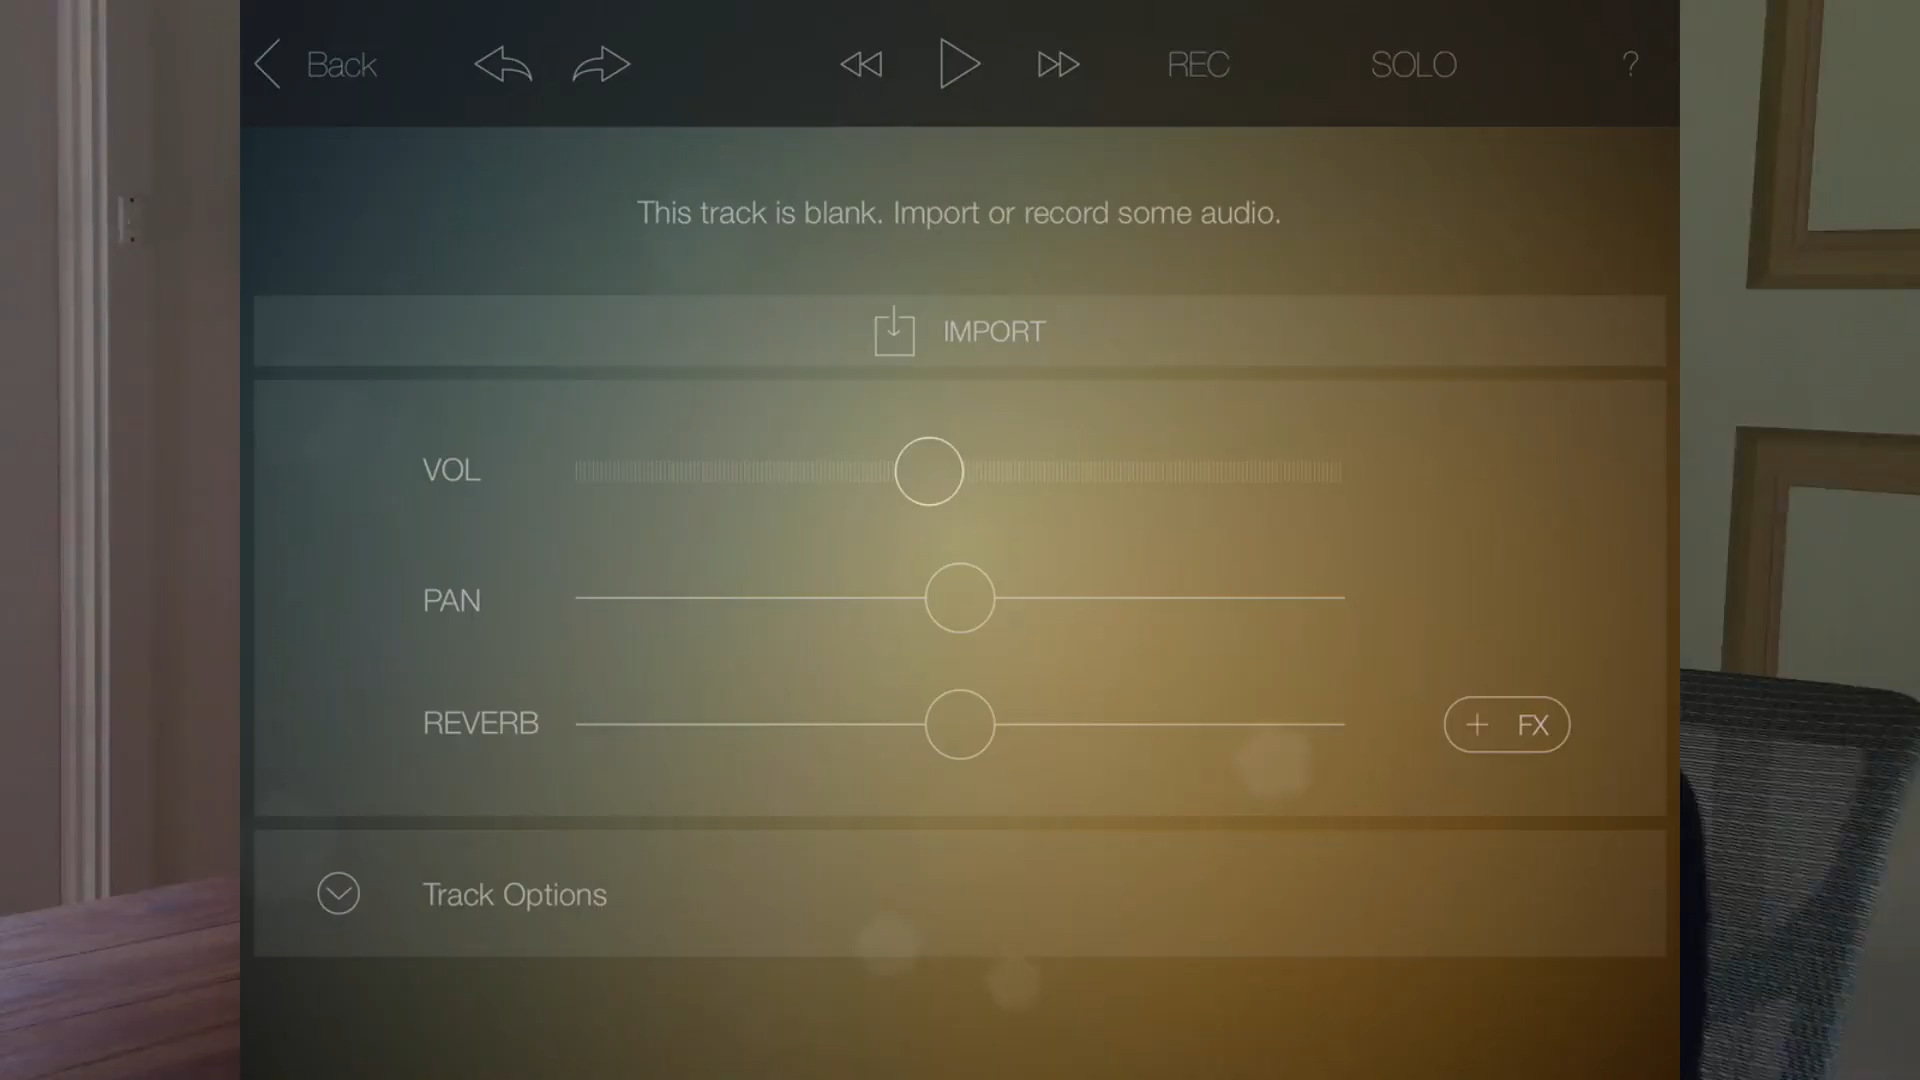 Back
REC
SOLO
?
This track is blank. Import or record some audio.
IMPORT
VOL
PAN
REVERB
+ FX
Track Options